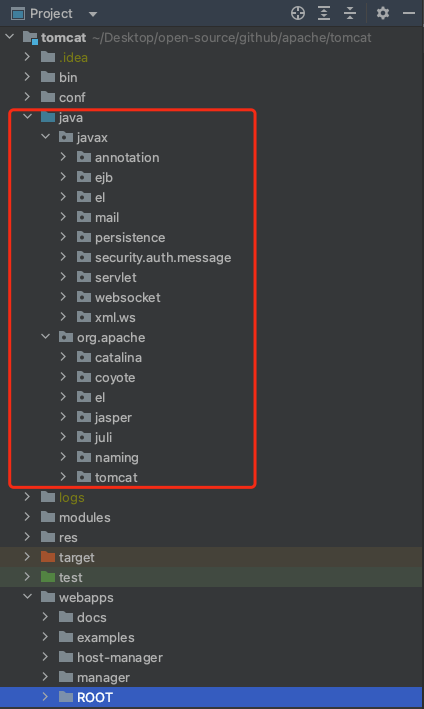 Project
tomcat ~/Desktop/open-source/github/apache/tomcat
.idea
bin
conf
java
javax
annotation
ejb
el
mail
persistence
security.auth.message
servlet
websocket
xml.ws
org.apache
catalina
coyote
el
jasper
juli
naming
tomcat
logs
modules
res
target
test
webapps
docs
examples
host-manager
manager
ROOT